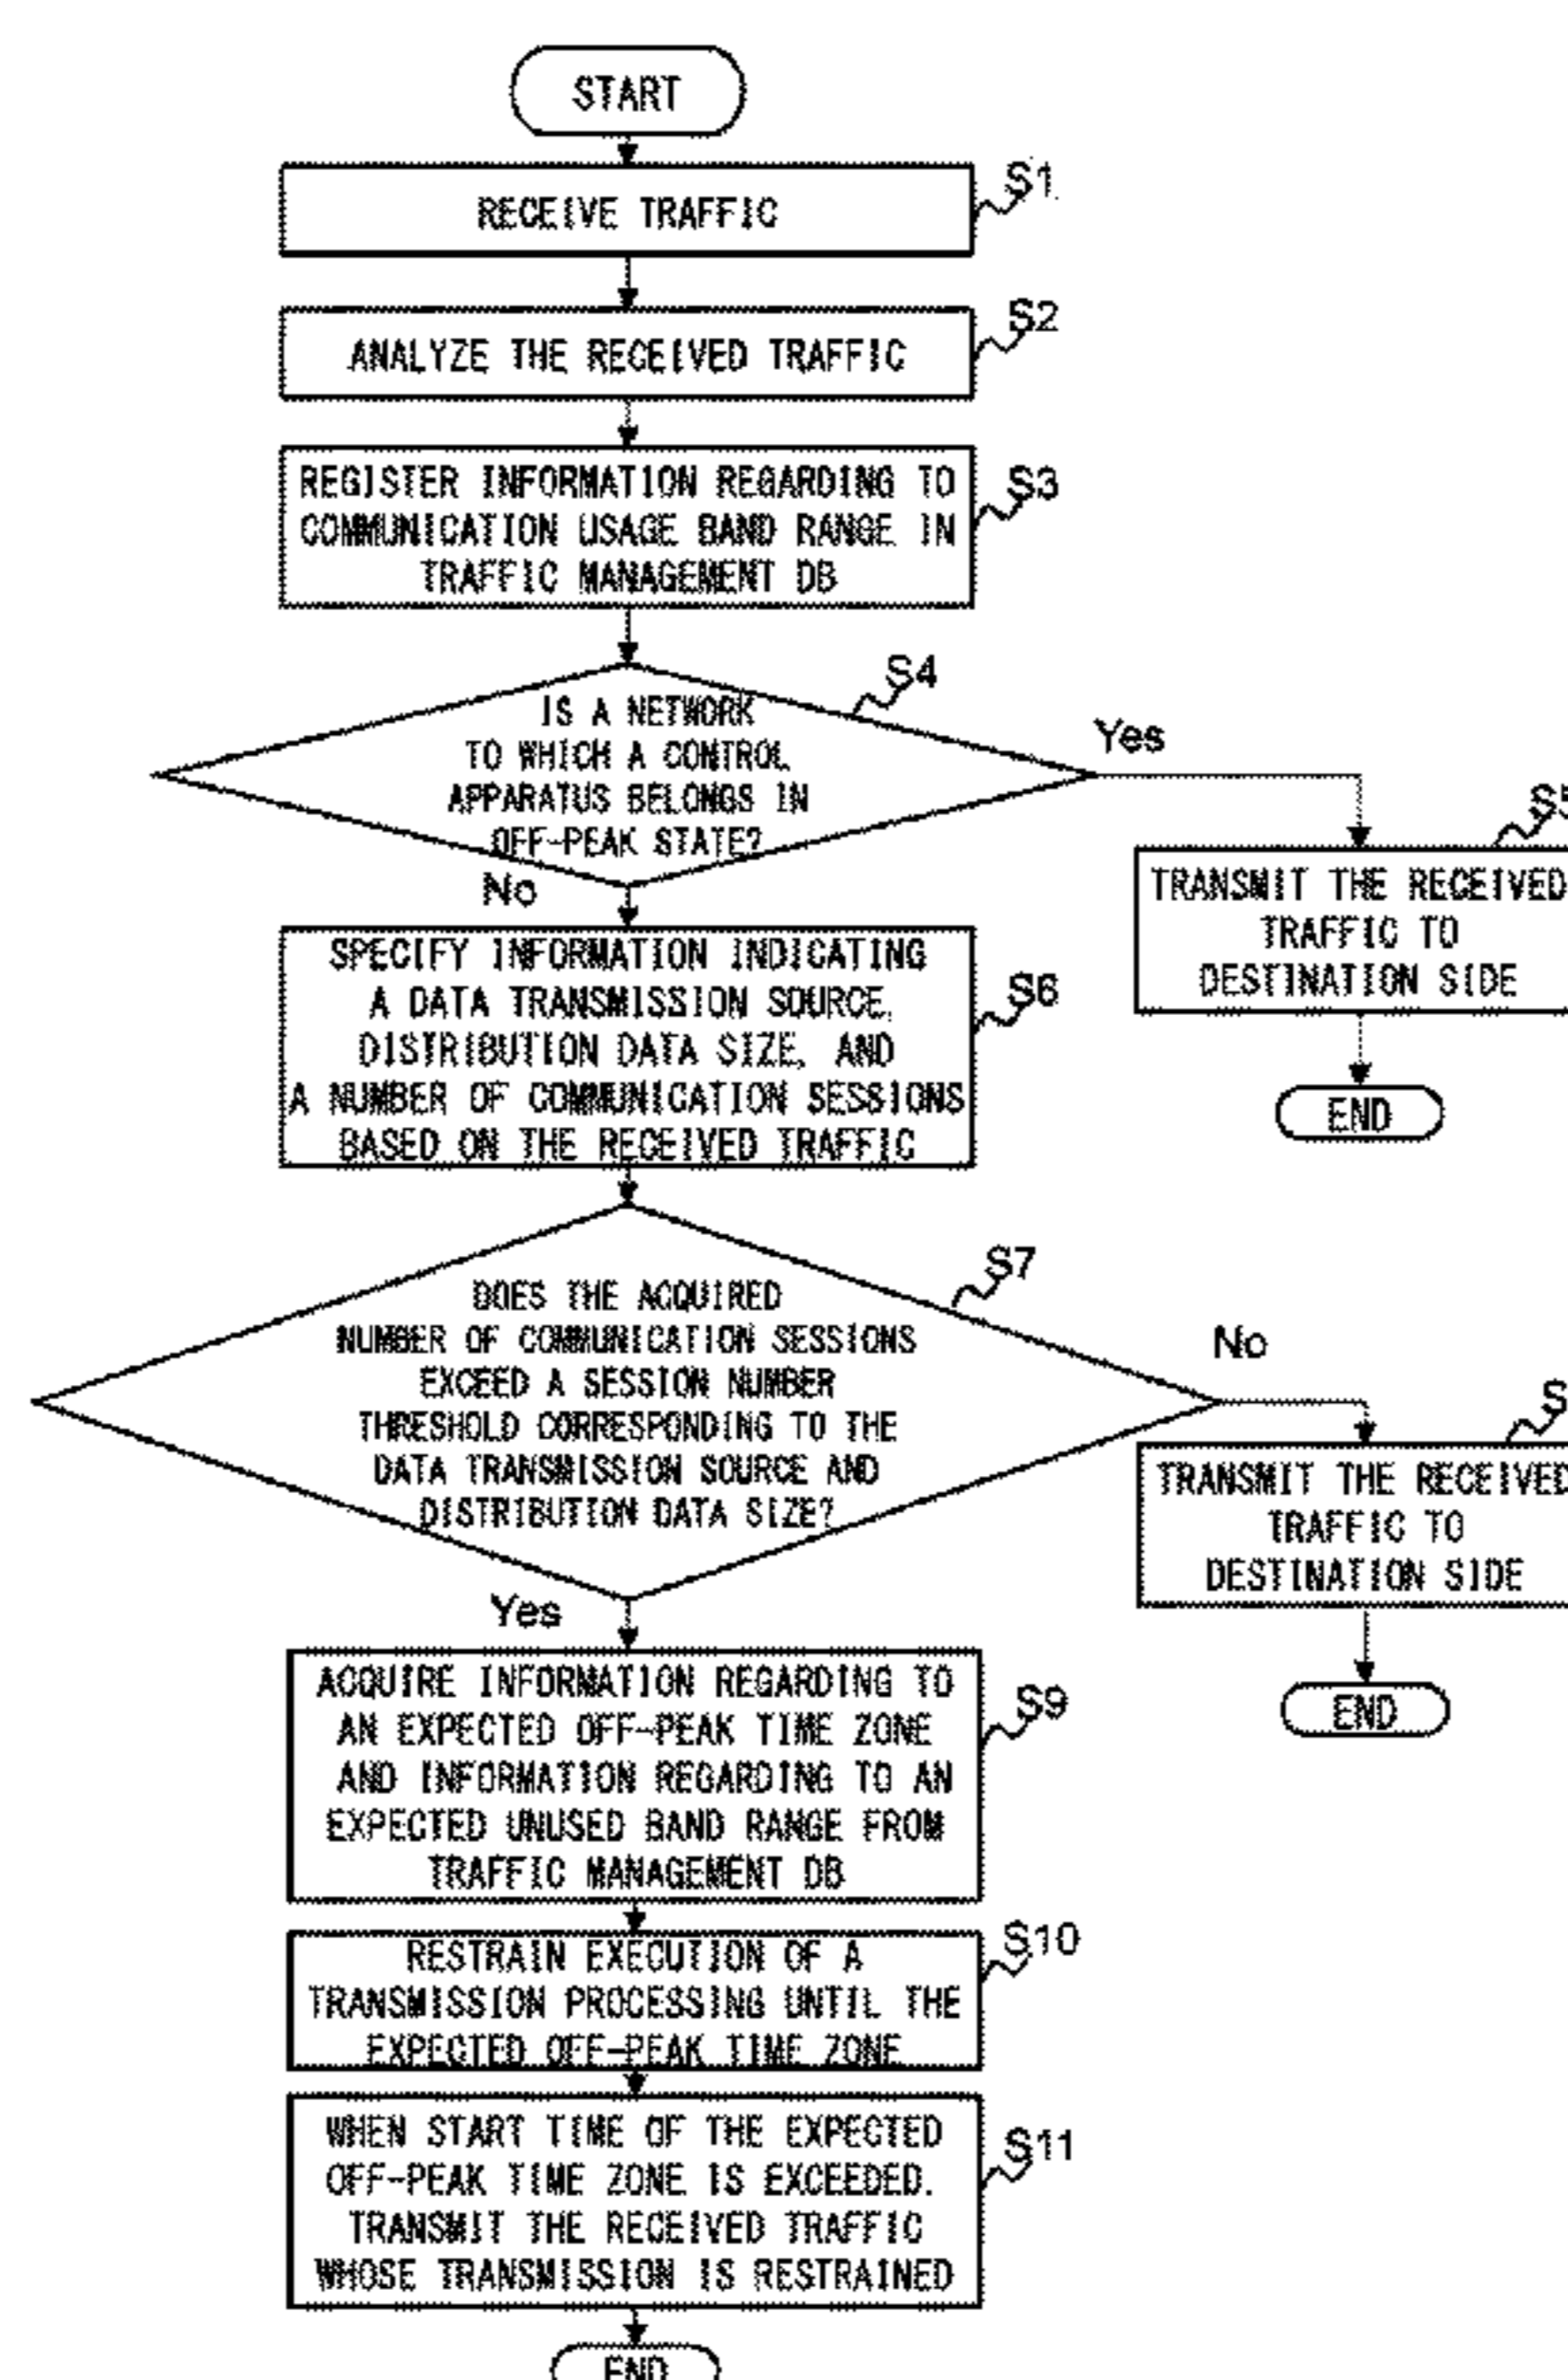 START
RECEIVE TRAFFIC
S1
ANALYZE THE RECEIVED TRAFFIC
S2
REGISTER INFORMATION REGARDING TO
COMMUNICATION USAGE BAND RANGE IN
TRAFFIC MANAGEMENT DB
S3
IS A NETWORK
TO WHICH A CONTROL
APPARATUS BELONGS IN
OFF-PEAK STATE?
S4
Yes
No
S5
TRANSMIT THE RECEIVED
TRAFFIC TO
DESTINATION SIDE
END
SPECIFY INFORMATION INDICATING
A DATA TRANSMISSION SOURCE,
DISTRIBUTION DATA SIZE, AND
A NUMBER OF COMMUNICATION SESSIONS
BASED ON THE RECEIVED TRAFFIC
S6
DOES THE ACQUIRED
NUMBER OF COMMUNICATION SESSIONS
EXCEED A SESSION NUMBER
THRESHOLD CORRESPONDING TO THE
DATA TRANSMISSION SOURCE AND
DISTRIBUTION DATA SIZE?
S7
No
Yes
S
TRANSMIT THE RECEIVED
TRAFFIC TO
DESTINATION SIDE
END
ACQUIRE INFORMATION REGARDING TO
AN EXPECTED OFF-PEAK TIME ZONE
AND INFORMATION REGARDING TO AN
EXPECTED UNUSED BAND RANGE FROM
TRAFFIC MANAGEMENT DB
S9
RESTRAIN EXECUTION OF A
TRANSMISSION PROCESSING UNTIL THE
EXPECTED OFF-PEAK TIME ZONE
S10
WHEN START TIME OF THE EXPECTED
OFF-PEAK TIME ZONE IS EXCEEDED,
TRANSMIT THE RECEIVED TRAFFIC
WHOSE TRANSMISSION IS RESTRAINED
S11
END